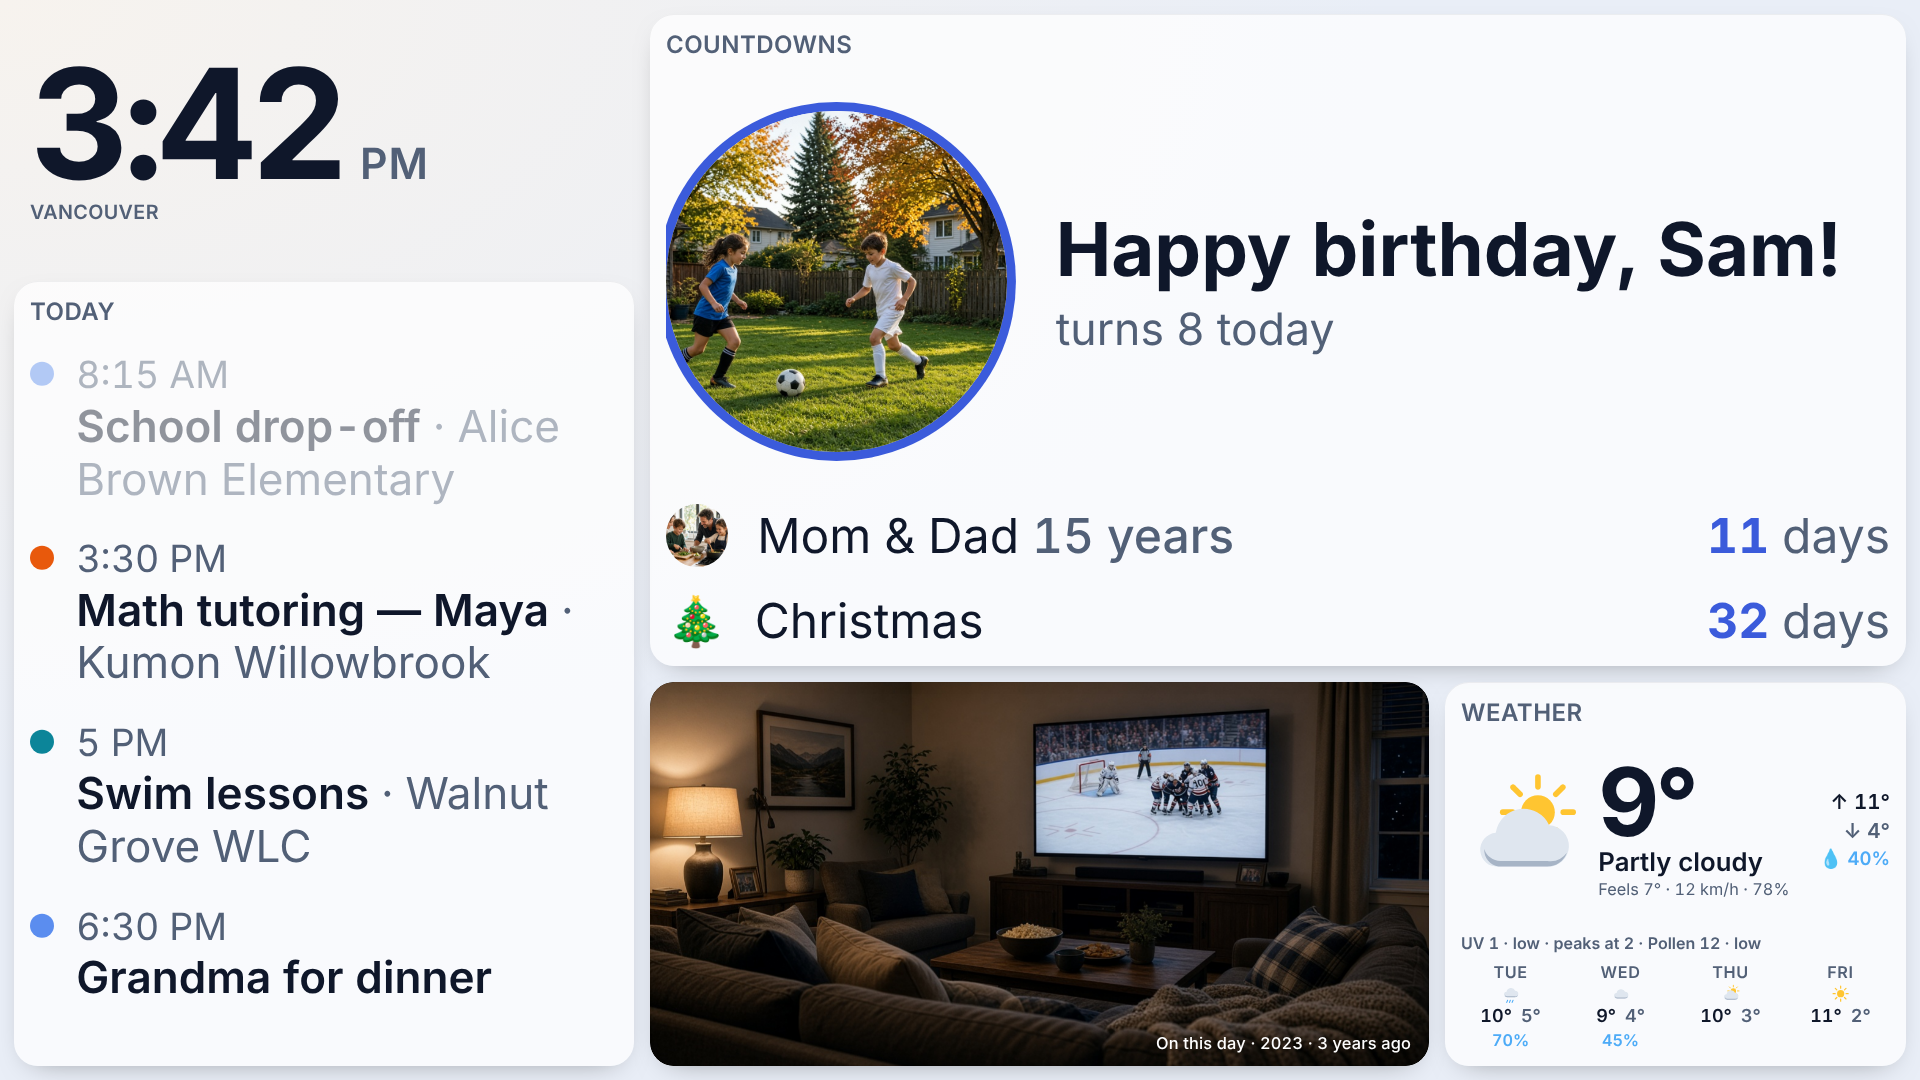 3:42 PM
VANCOUVER
TODAY
8:15 AM
School drop-off · Alice
Brown Elementary
3:30 PM
Math tutoring — Maya ·
Kumon Willowbrook
5 PM
Swim lessons · Walnut
Grove WLC
6:30 PM
Grandma for dinner
COUNTDOWNS
Happy birthday, Sam!
turns 8 today
Mom & Dad 15 years 11 days
🎄 Christmas 32 days
On this day · 2023 · 3 years ago
WEATHER
9°
Partly cloudy
Feels 7° · 12 km/h · 78%
↑ 11°
↓ 4°
💧 40%
UV 1 · low · peaks at 2 · Pollen 12 · low
TUE WED THU FRI
10° 5° 9° 4° 10° 3° 11° 2°
70% 45%